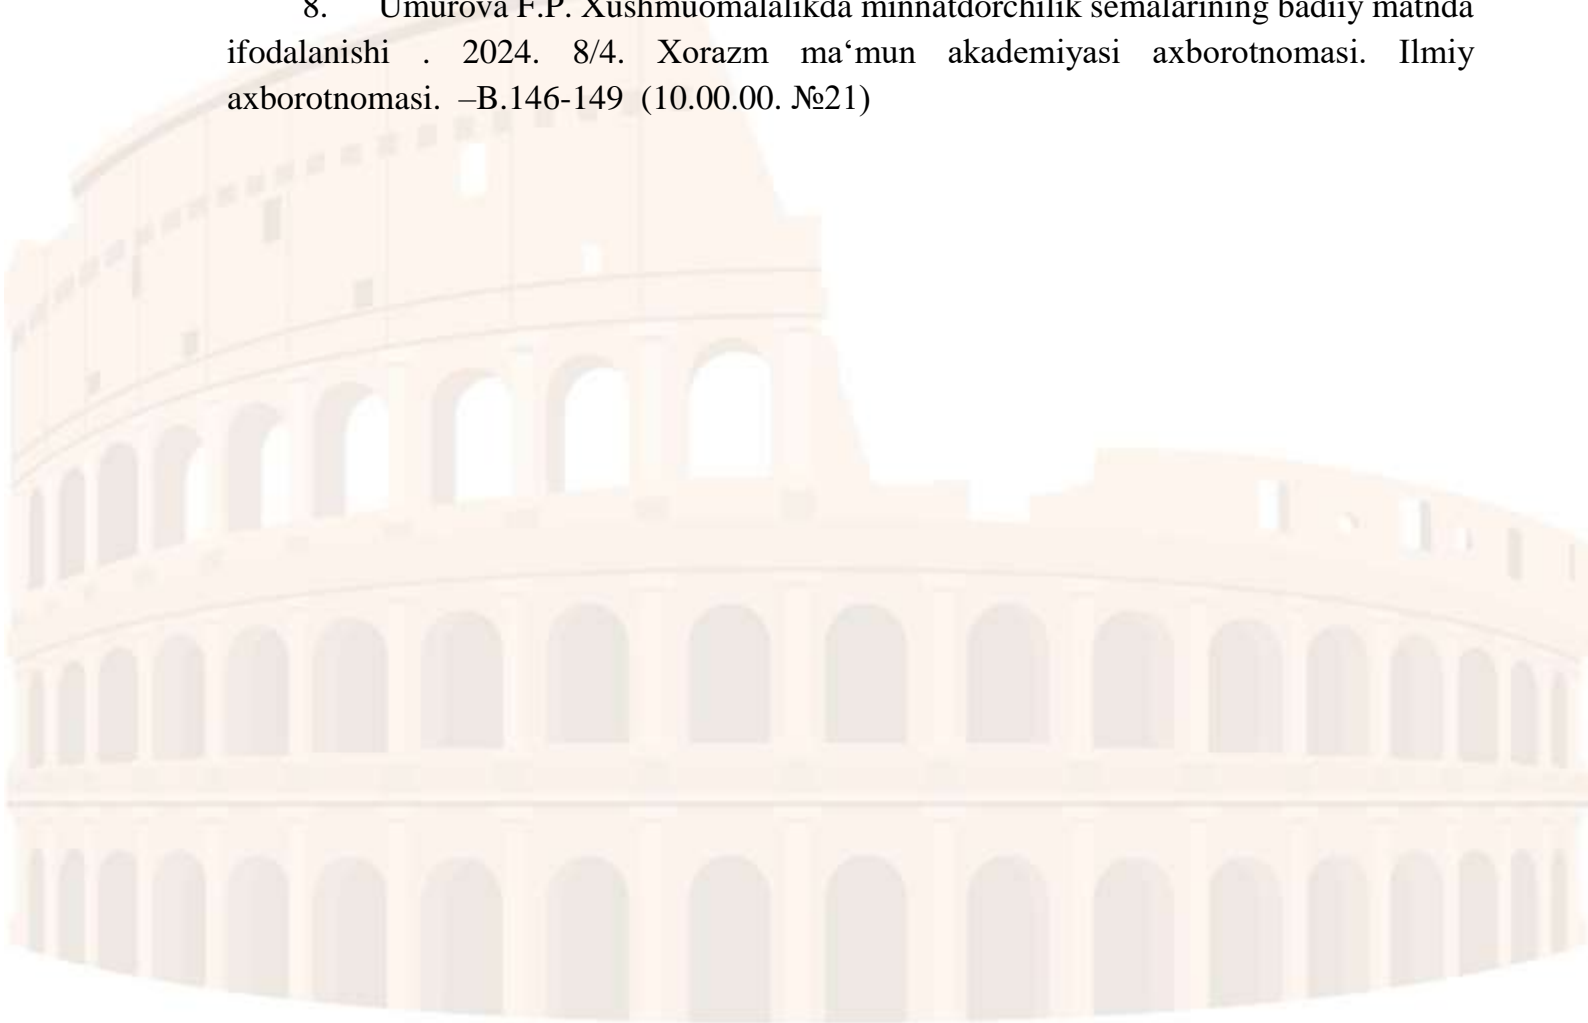 8. Umurova F.P. Xushmuomalalikda minnatdorchilik semalarining badiiy matnda
ifodalanishi . 2024. 8/4. Xorazm ma‘mun akademiyasi axborotnomasi. Ilmiy
axborotnomasi. –B.146-149 (10.00.00. №21)